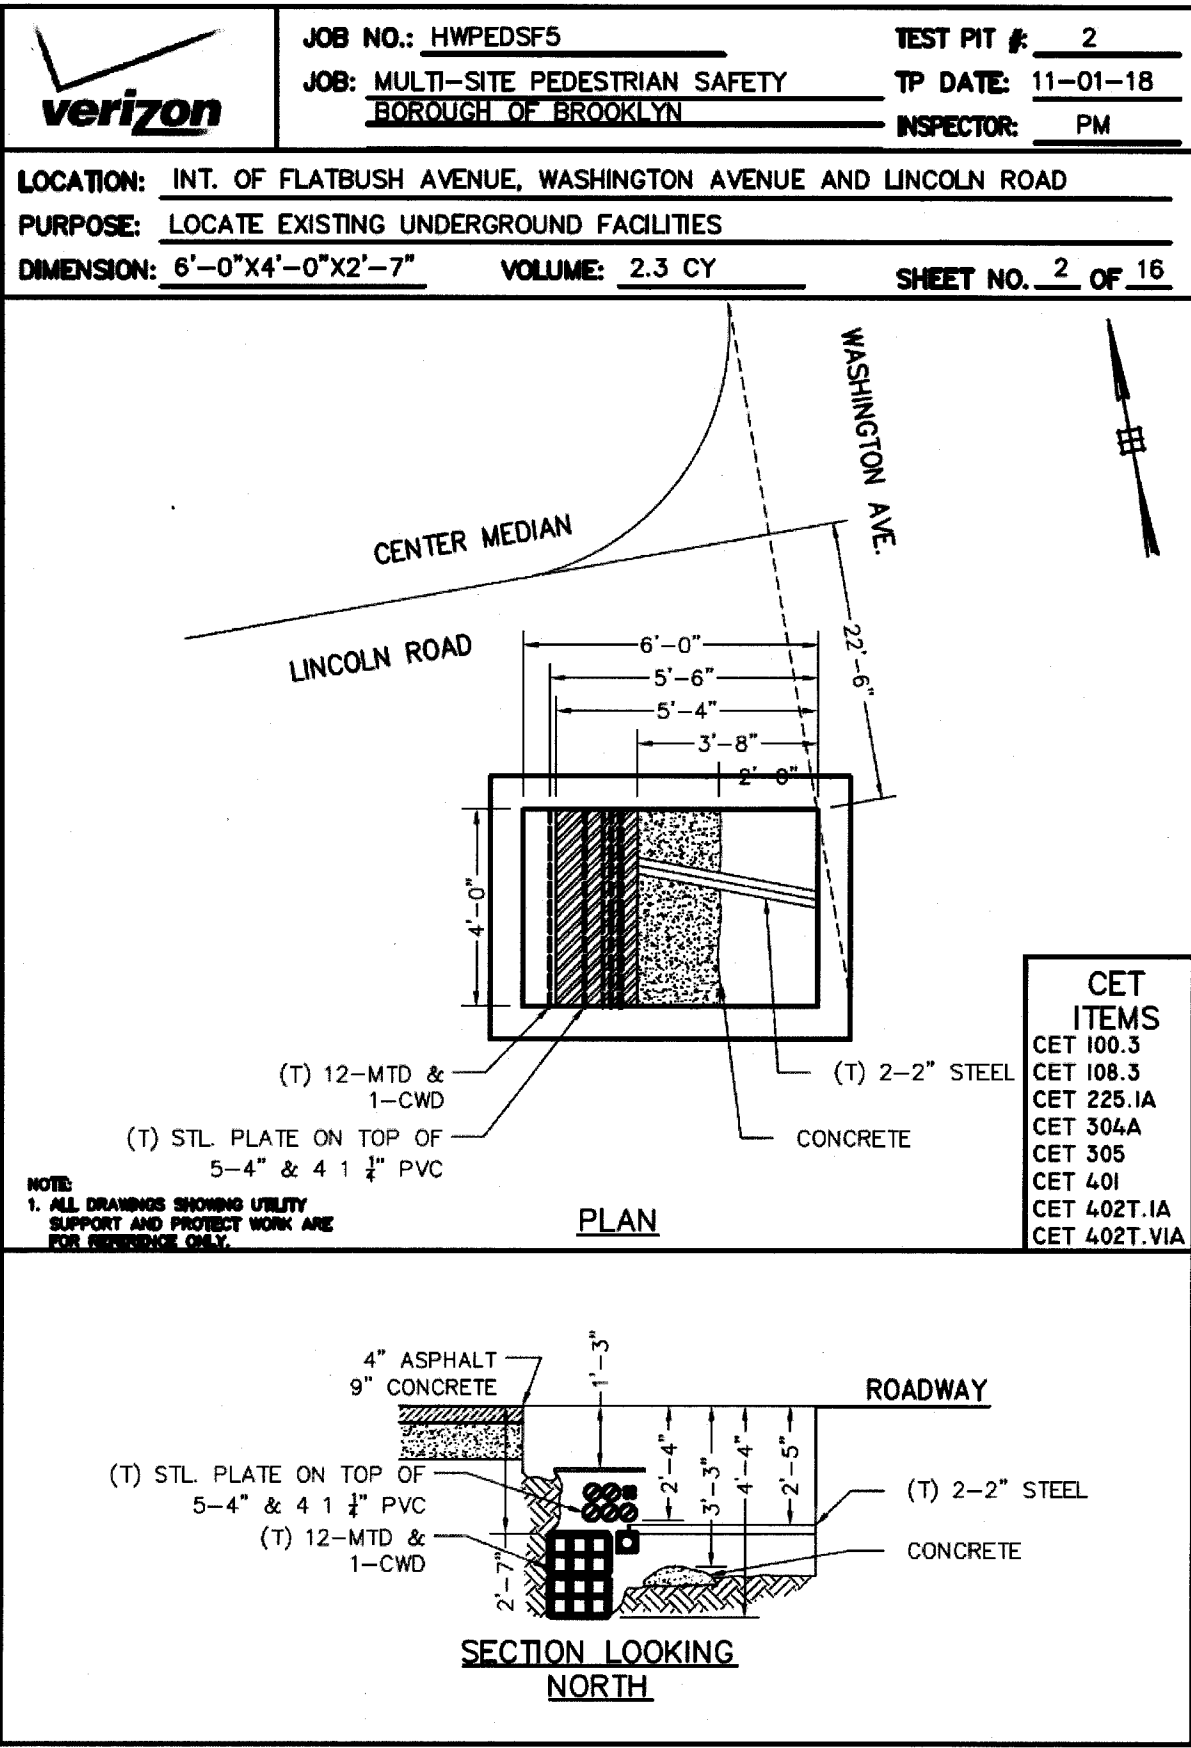 verizon
JOB NO.: HWPEDSF5
JOB: MULTI-SITE PEDESTRIAN SAFETY
BOROUGH OF BROOKLYN
TEST PIT #: 2
TP DATE: 11-01-18
INSPECTOR: PM
LOCATION: INT. OF FLATBUSH AVENUE, WASHINGTON AVENUE AND LINCOLN ROAD
PURPOSE: LOCATE EXISTING UNDERGROUND FACILITIES
DIMENSION: 6'-0"X4'-0"X2'-7" VOLUME: 2.3 CY SHEET NO. 2 OF 16
WASHINGTON AVE.
CENTER MEDIAN
LINCOLN ROAD
22'-6"
6'-0"
5'-6"
5'-4"
3'-8"
2'-0"
4'-0"
(T) 12-MTD &
1-CWD
(T) STL. PLATE ON TOP OF
5-4" & 4 1 1/4" PVC
(T) 2-2" STEEL
CONCRETE
NOTE:
1. ALL DRAWINGS SHOWING UTILITY
SUPPORT AND PROTECT WORK ARE
FOR REFERENCE ONLY.
PLAN
CET
ITEMS
CET 100.3
CET 108.3
CET 225.1A
CET 304A
CET 305
CET 401
CET 402T.1A
CET 402T.V1A
4" ASPHALT
9" CONCRETE
1'-3"
ROADWAY
2'-4"
3'-3"
4'-4"
2'-5"
(T) STL. PLATE ON TOP OF
5-4" & 4 1 1/4" PVC
(T) 12-MTD &
1-CWD
2'-7"
(T) 2-2" STEEL
CONCRETE
SECTION LOOKING
NORTH